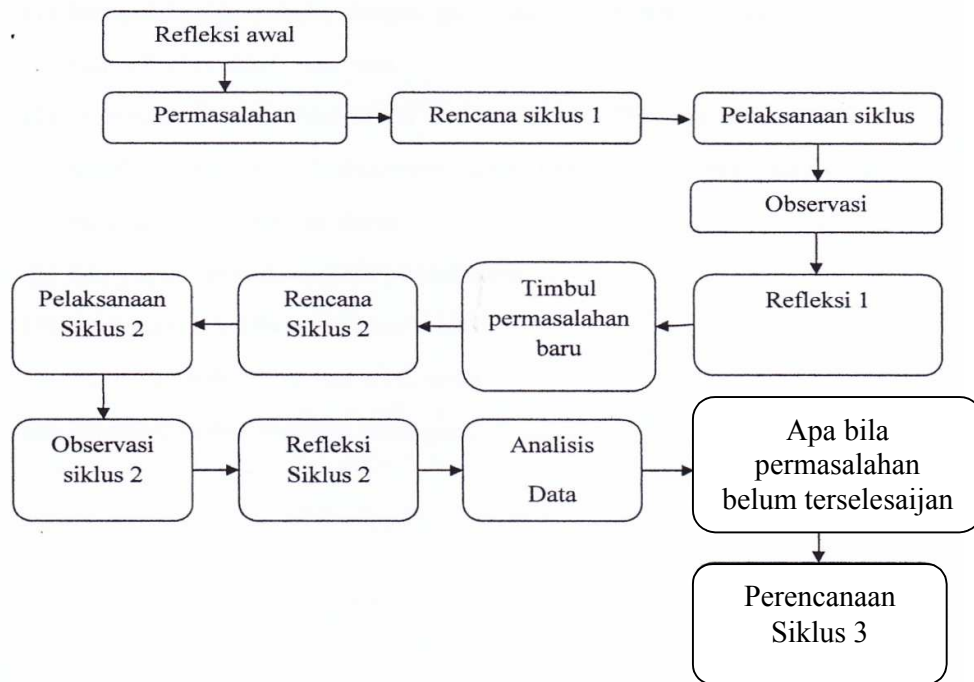 Refleksi awal
Permasalahan
Rencana siklus 1
Pelaksanaan siklus
Observasi
Refleksi 1
Timbul
permasalahan
baru
Rencana
Siklus 2
Pelaksanaan
Siklus 2
Observasi
siklus 2
Refleksi
Siklus 2
Analisis
Data
Apa bila
permasalahan
belum terselesaijan
Perencanaan
Siklus 3